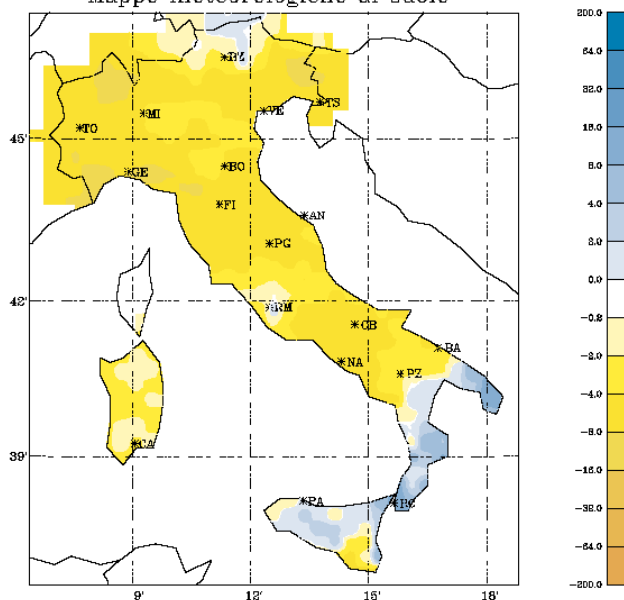 BZ
TS
MI
VE
TO
BO
GE
FI
AN
PG
RM
CB
BA
NA
PZ
CA
PA
RC
45'
42'
39'
9'
12'
15'
18'
200.0
64.0
32.0
16.0
8.0
4.0
2.0
0.0
-0.8
-2.0
-4.0
-8.0
-16.0
-32.0
-64.0
-200.0